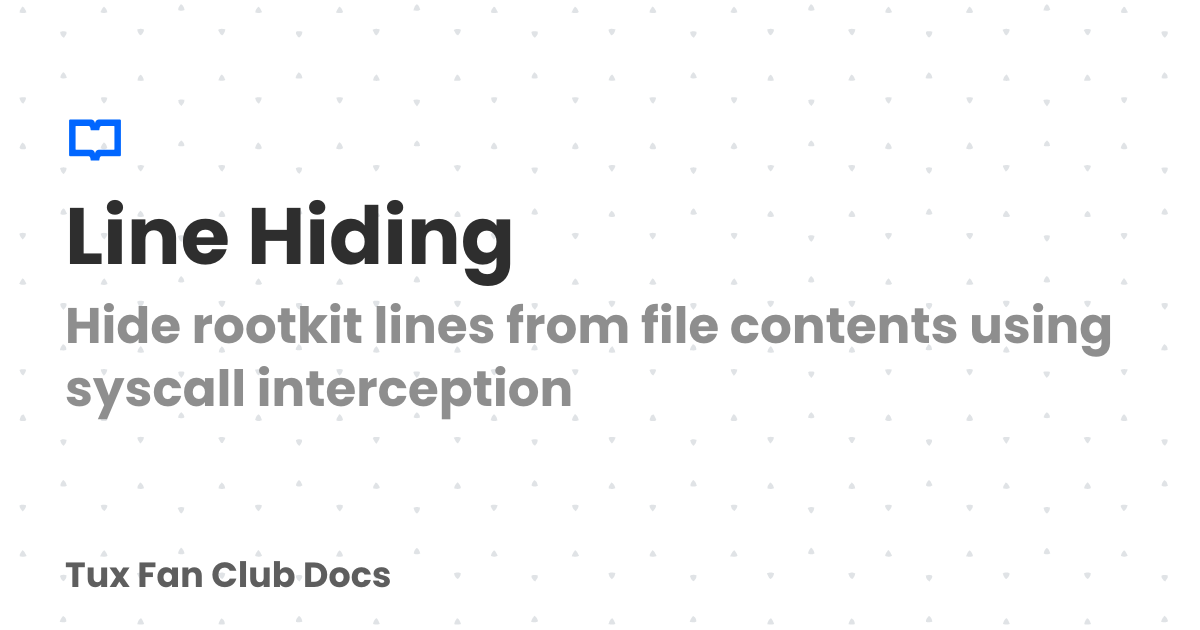 Line Hiding
Hide rootkit lines from file contents using
syscall interception
Tux Fan Club Docs